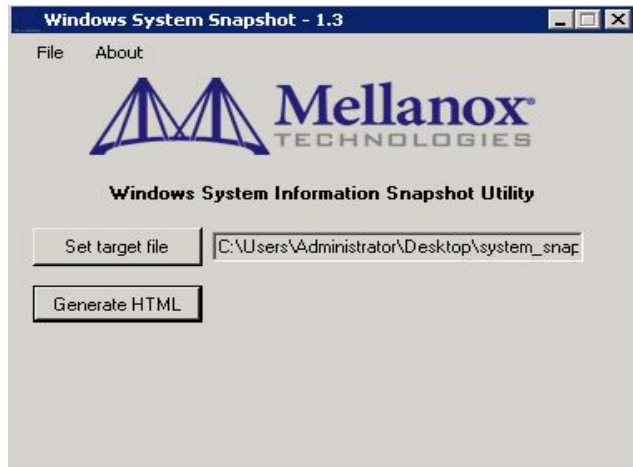 Windows System Snapshot - 1.3
File About
Mellanox
TECHNOLOGIES
Windows System Information Snapshot Utility
Set target file C:\Users\Administrator\Desktop\system_snap
Generate HTML